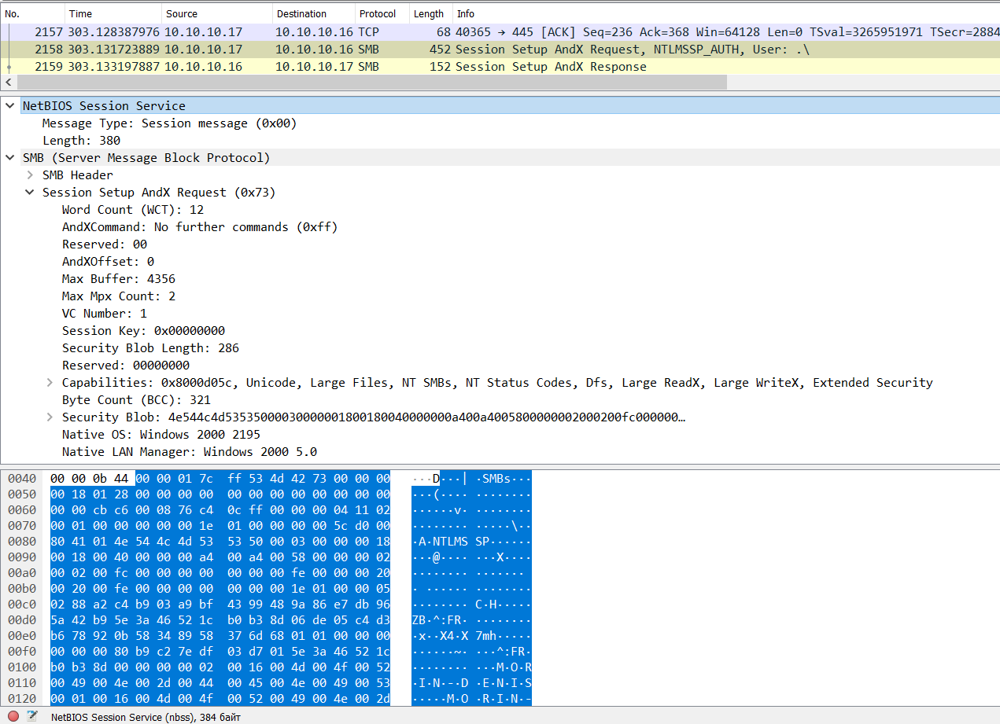 No. Time Source Destination Protocol Length Info
2157 303.128387976 10.10.10.17 10.10.10.16 TCP 68 40365 → 445 [ACK] Seq=236 Ack=368 Win=64128 Len=0 TSval=3265951971 TSecr=2884
2158 303.131723889 10.10.10.17 10.10.10.16 SMB 452 Session Setup AndX Request, NTLMSSP_AUTH, User: .\
2159 303.133197887 10.10.10.16 10.10.10.17 SMB 152 Session Setup AndX Response
NetBIOS Session Service
Message Type: Session message (0x00)
Length: 380
SMB (Server Message Block Protocol)
SMB Header
Session Setup AndX Request (0x73)
Word Count (WCT): 12
AndXCommand: No further commands (0xff)
Reserved: 00
AndXOffset: 0
Max Buffer: 4356
Max Mpx Count: 2
VC Number: 1
Session Key: 0x00000000
Security Blob Length: 286
Reserved: 00000000
Capabilities: 0x8000d05c, Unicode, Large Files, NT SMBs, NT Status Codes, Dfs, Large ReadX, Large WriteX, Extended Security
Byte Count (BCC): 321
Security Blob: 4e544c4d53535000030000001800180040000000a400a4005800000002000200fc000000…
Native OS: Windows 2000 2195
Native LAN Manager: Windows 2000 5.0
0040 00 00 0b 44 00 00 01 7c ff 53 4d 42 73 00 00 00 ···D···| ·SMBs···
0050 00 18 01 28 00 00 00 00 00 00 00 00 00 00 00 00 ···(···· ········
0060 00 00 cb c6 00 08 76 c4 0c ff 00 00 00 04 11 02 ······v· ········
0070 00 01 00 00 00 00 00 1e 01 00 00 00 00 5c d0 00 ········ ·····\··
0080 80 41 01 4e 54 4c 4d 53 53 50 00 03 00 00 00 18 ·A·NTLMS SP······
0090 00 18 00 40 00 00 00 a4 00 a4 00 58 00 00 00 02 ···@···· ···X····
00a0 00 02 00 fc 00 00 00 00 00 00 00 fe 00 00 00 20 ········ ·······
00b0 00 20 00 fe 00 00 00 00 00 00 00 1e 01 00 00 05 · ······ ········
00c0 02 88 a2 c4 b9 03 a9 bf 43 99 48 9a 86 e7 db 96 ········ C·H·····
00d0 5a 42 b9 5e 3a 46 52 1c b0 b3 8d 06 de 05 c4 d3 ZB·^:FR· ········
00e0 b6 78 92 0b 58 34 89 58 37 6d 68 01 01 00 00 00 ·x··X4·X 7mh·····
00f0 00 00 00 80 b9 c2 7e df 03 d7 01 5e 3a 46 52 1c ······~· ···^:FR·
0100 b0 b3 8d 00 00 00 00 02 00 16 00 4d 00 4f 00 52 ········ ···M·O·R
0110 00 49 00 4e 00 2d 00 44 00 45 00 4e 00 49 00 53 ·I·N·-·D ·E·N·I·S
0120 00 01 00 16 00 4d 00 4f 00 52 00 49 00 4e 00 2d ·····M·O ·R·I·N·-
NetBIOS Session Service (nbss), 384 байт